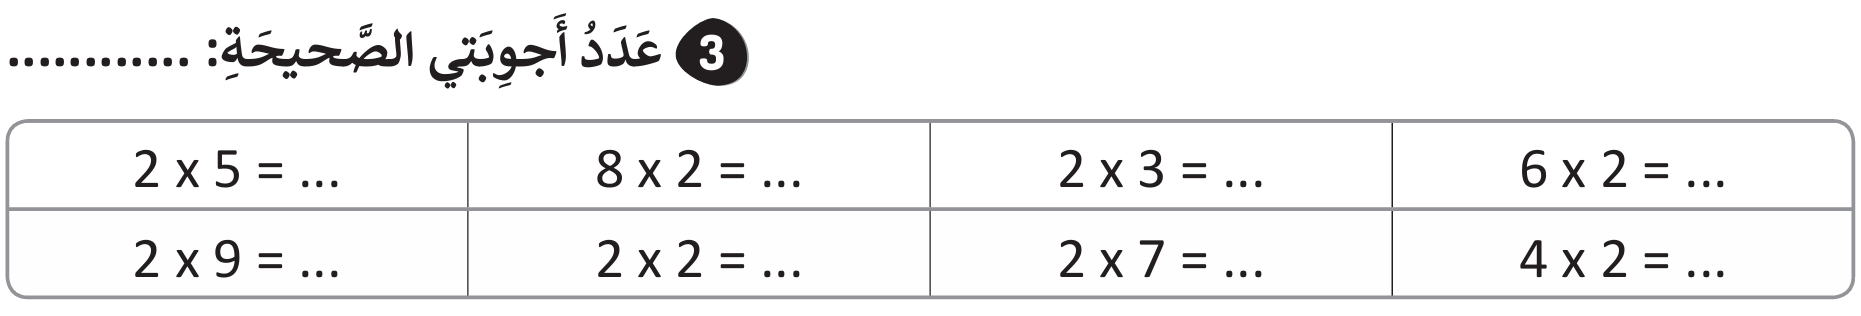 3 عَدَدُ أَجوِبَتي الصَّحيحَةِ: ............
2 x 5 = ... 8 x 2 = ... 2 x 3 = ... 6 x 2 = ...
2 x 9 = ... 2 x 2 = ... 2 x 7 = ... 4 x 2 = ...